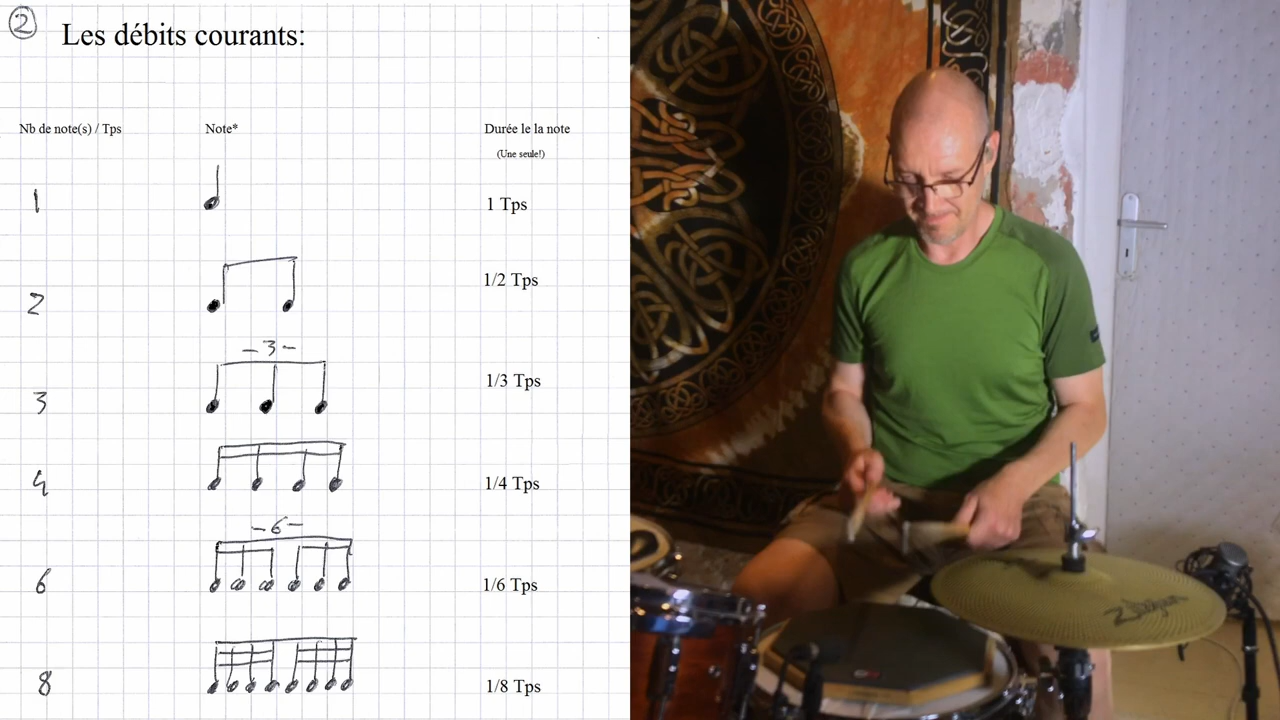 2
Les débits courants:
Nb de note(s) / Tps Note* Durée le la note
(Une seule!)
1 1 Tps
2 1/2 Tps
-3-
3 1/3 Tps
4 1/4 Tps
-6-
6 1/6 Tps
8 1/8 Tps
Zildjian